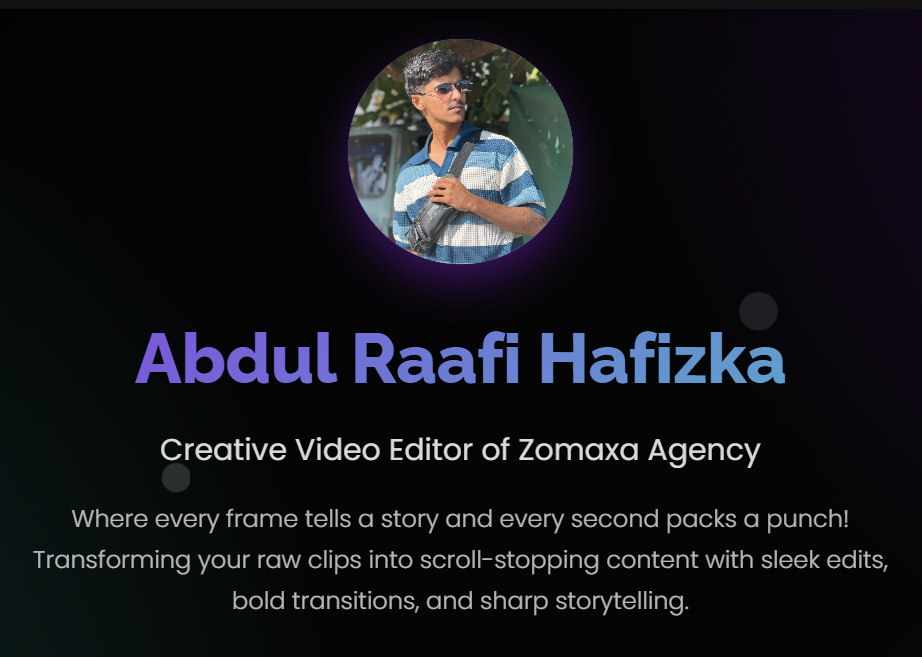 Abdul Raafi Hafizka
Creative Video Editor of Zomaxa Agency
Where every frame tells a story and every second packs a punch!
Transforming your raw clips into scroll-stopping content with sleek edits,
bold transitions, and sharp storytelling.